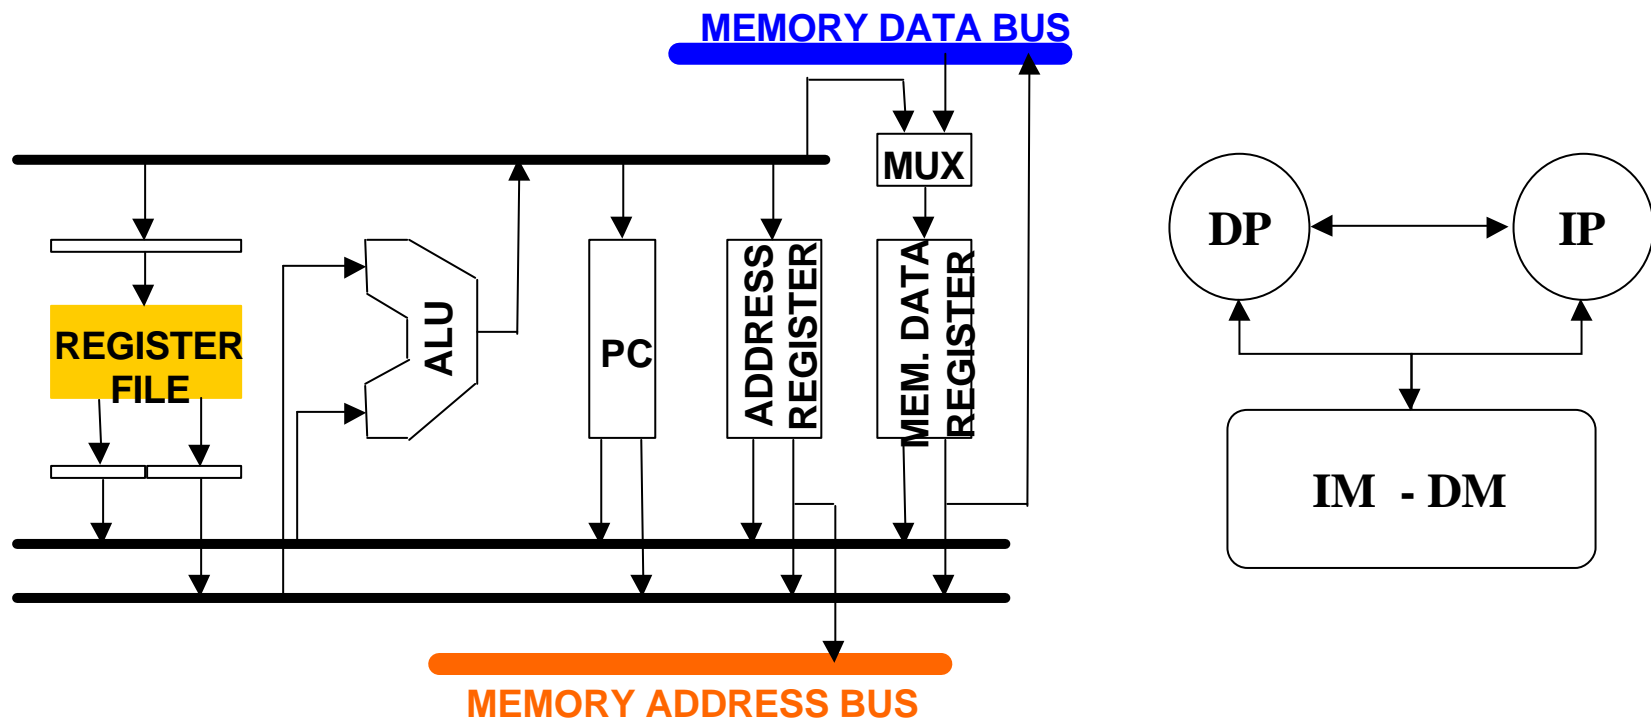 MEMORY DATA BUS
MUX
REGISTER
FILE
ALU
PC
ADDRESS
REGISTER
MEM. DATA
REGISTER
MEMORY ADDRESS BUS
DP
IP
IM - DM